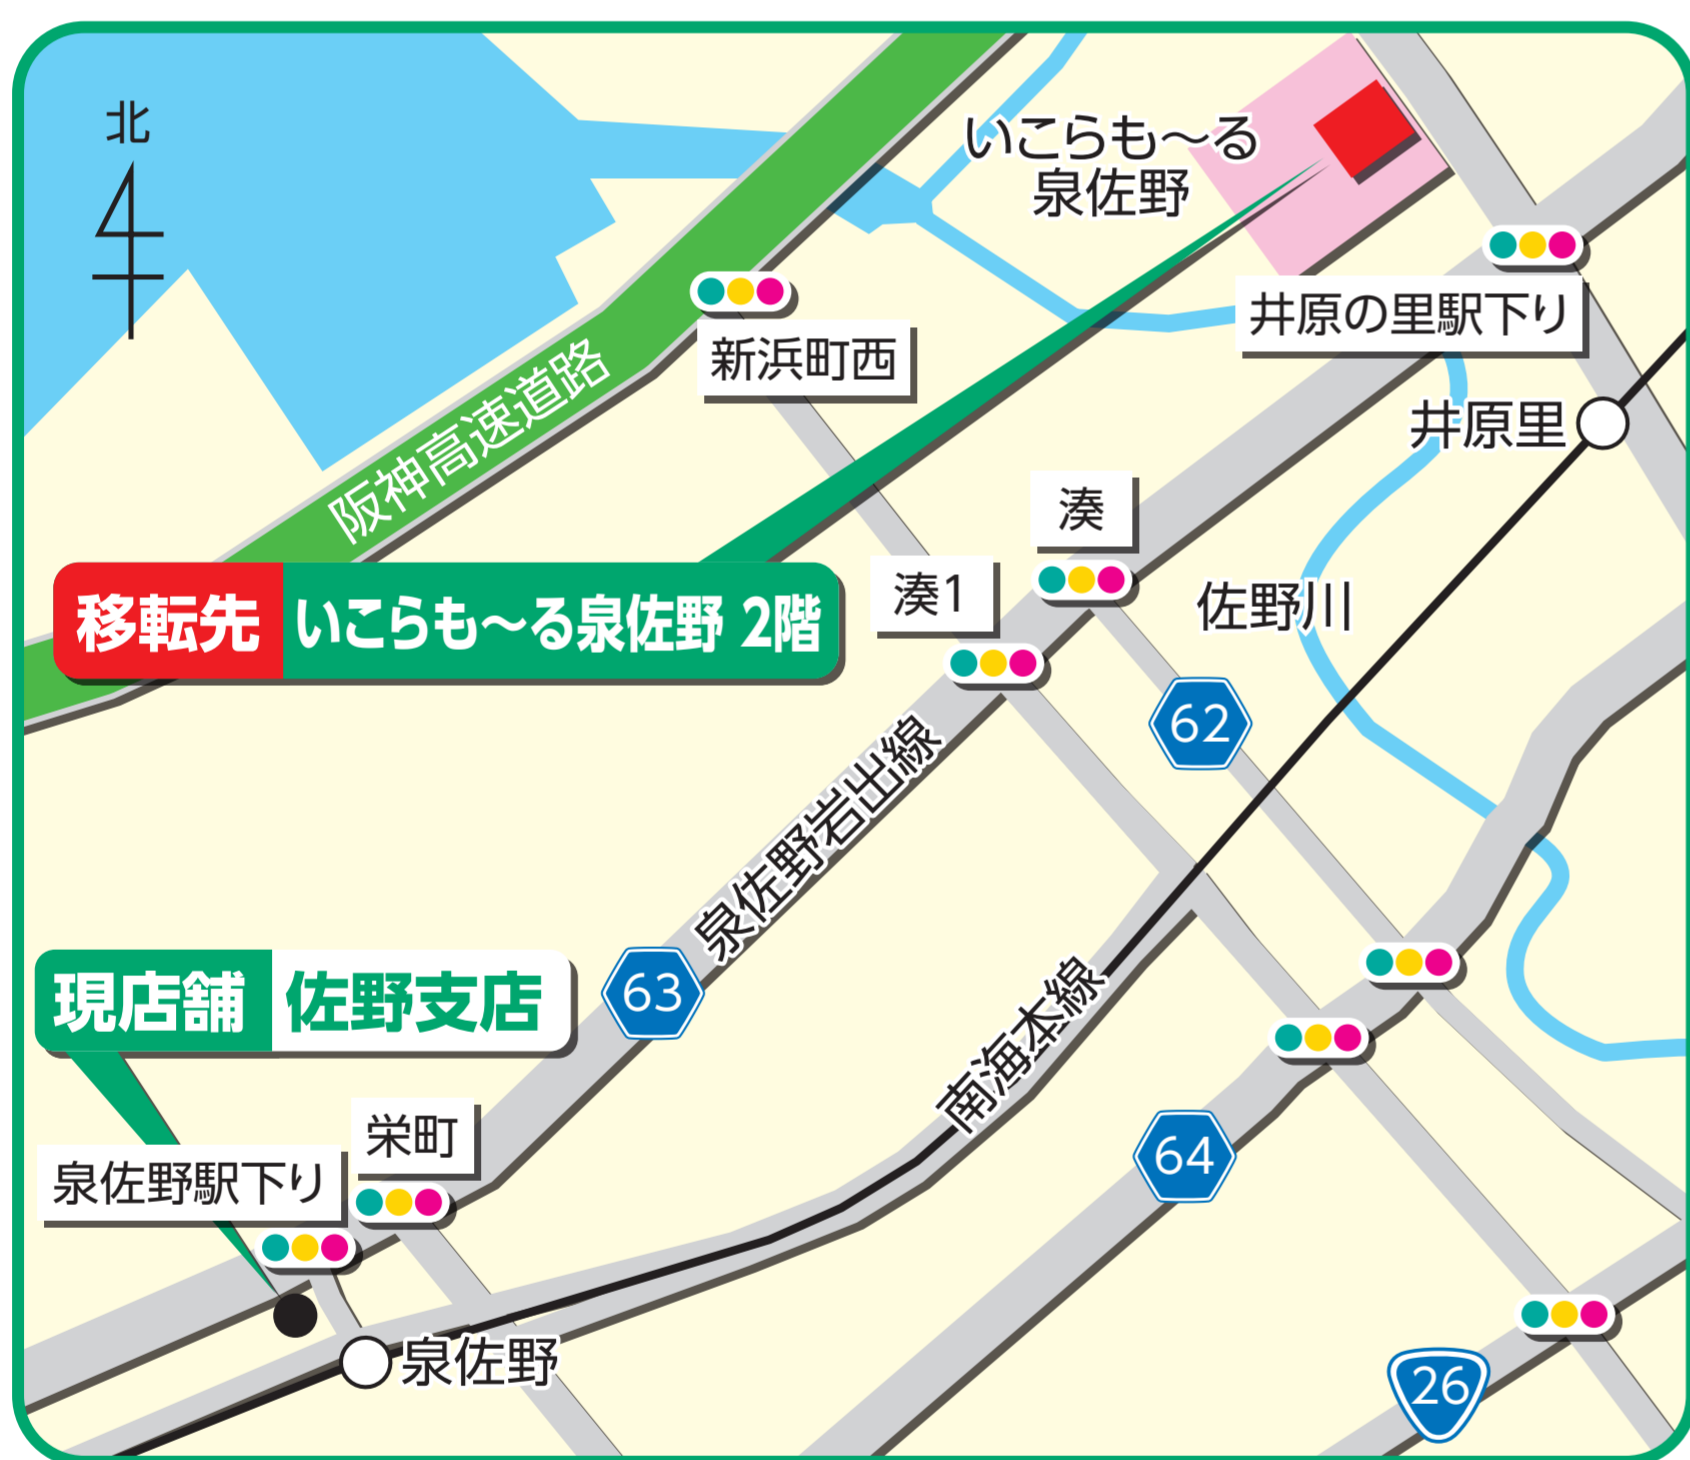 北
いこらも～る
泉佐野
井原の里駅下り
新浜町西
阪神高速道路
井原里
湊
湊1
佐野川
移転先 いこらも～る泉佐野 2階
62
泉佐野岩出線
63
現店舗 佐野支店
南海本線
栄町
64
泉佐野駅下り
泉佐野
26